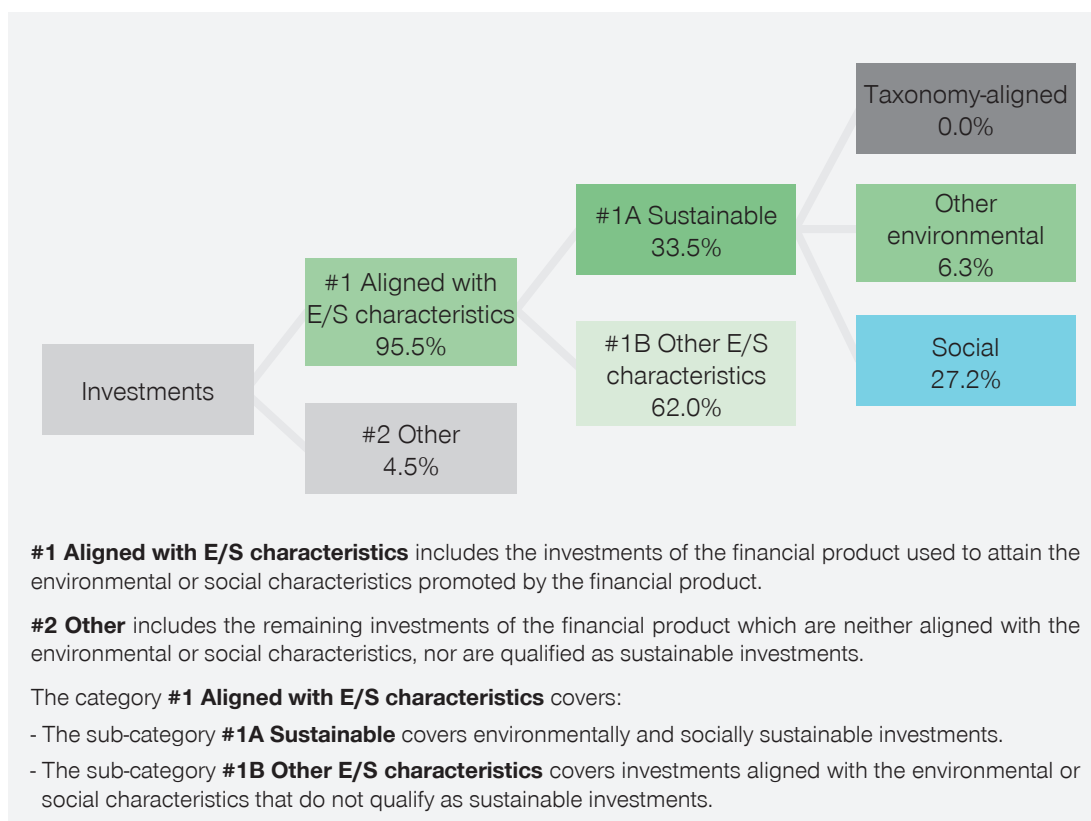 Taxonomy-aligned
0.0%
#1A Sustainable
33.5%
Other
environmental
6.3%
#1 Aligned with
E/S characteristics
95.5%
#1B Other E/S
characteristics
62.0%
Social
27.2%
Investments
#2 Other
4.5%
#1 Aligned with E/S characteristics includes the investments of the financial product used to attain the
environmental or social characteristics promoted by the financial product.
#2 Other includes the remaining investments of the financial product which are neither aligned with the
environmental or social characteristics, nor are qualified as sustainable investments.
The category #1 Aligned with E/S characteristics covers:
- The sub-category #1A Sustainable covers environmentally and socially sustainable investments.
- The sub-category #1B Other E/S characteristics covers investments aligned with the environmental or
social characteristics that do not qualify as sustainable investments.